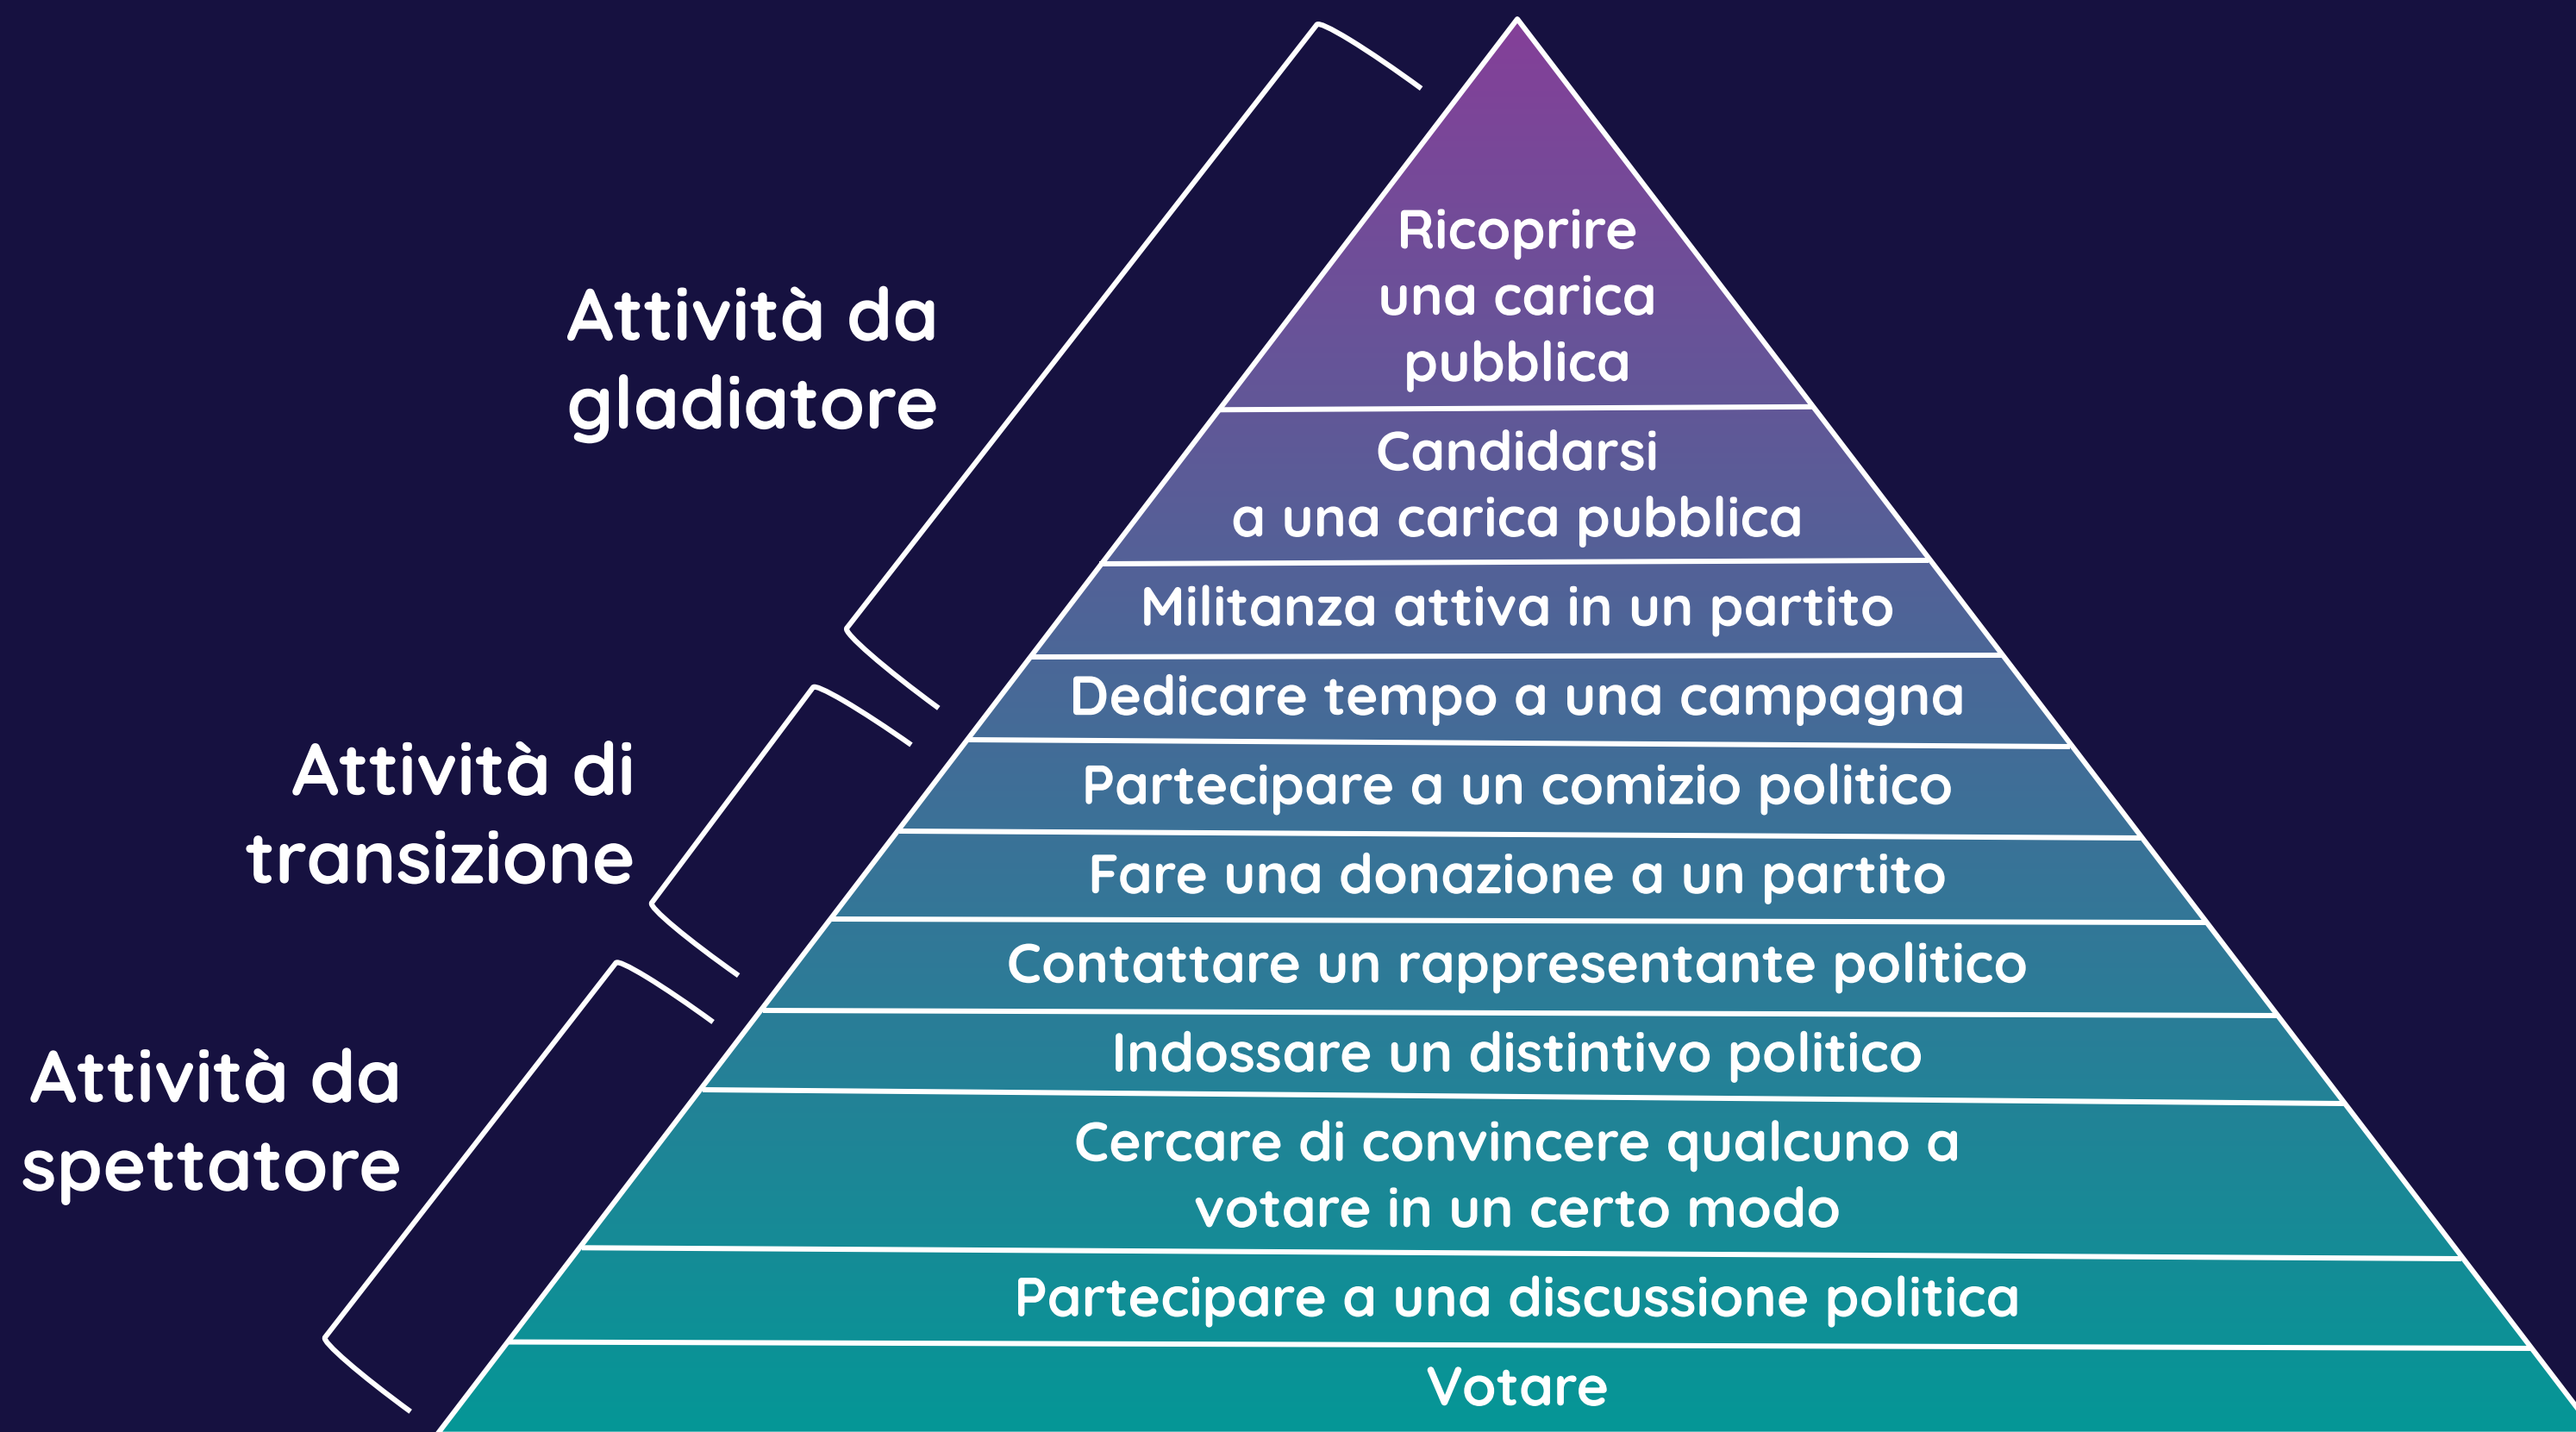 Ricoprire
una carica
pubblica
Attività da
gladiatore
Candidarsi
a una carica pubblica
Militanza attiva in un partito
Dedicare tempo a una campagna
Attività di
transizione
Partecipare a un comizio politico
Fare una donazione a un partito
Contattare un rappresentante politico
Attività da
spettatore
Indossare un distintivo politico
Cercare di convincere qualcuno a
votare in un certo modo
Partecipare a una discussione politica
Votare